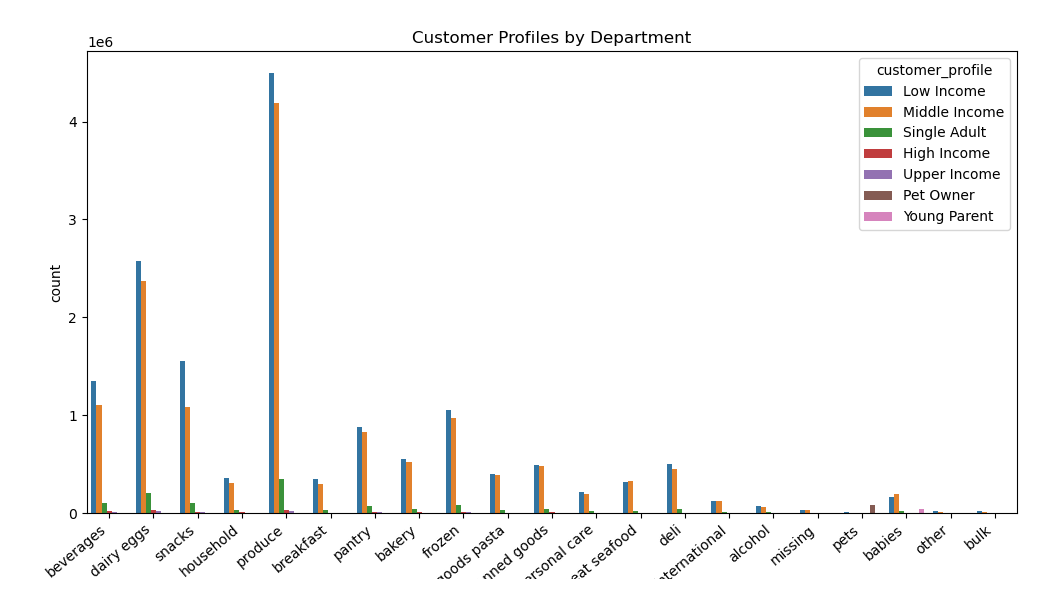 Customer Profiles by Department
1e6
customer_profile
Low Income
Middle Income
Single Adult
High Income
Upper Income
Pet Owner
Young Parent
4
3
2
1
0
count
beverages
dairy eggs
snacks
household
produce
breakfast
pantry
bakery
frozen
goods pasta
nned goods
ersonal care
eat seafood
deli
nternational
alcohol
missing
pets
babies
other
bulk